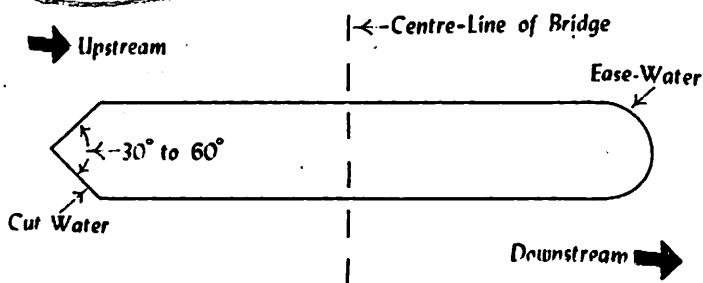 Centre-Line of Bridge
Upstream
Ease-Water
30° to 60°
Cut Water
Downstream